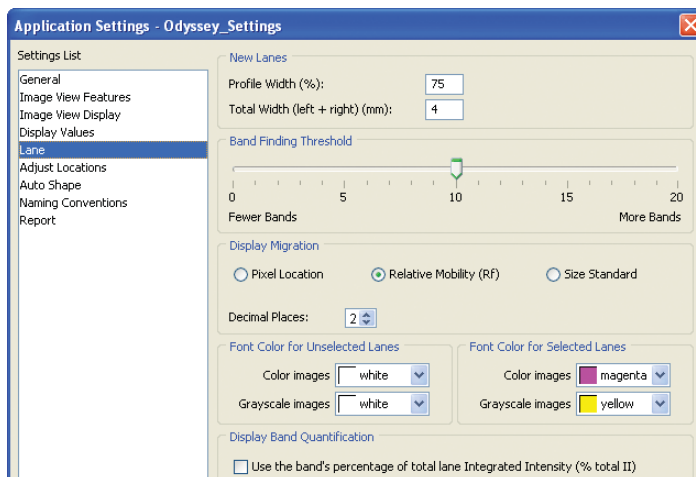 Application Settings - Odyssey_Settings
Settings List
General
Image View Features
Image View Display
Display Values
Lane
Adjust Locations
Auto Shape
Naming Conventions
Report
New Lanes
Profile Width (%): 75
Total Width (left + right) (mm): 4
Band Finding Threshold
0 5 10 15 20
Fewer Bands More Bands
Display Migration
Pixel Location Relative Mobility (Rf) Size Standard
Decimal Places: 2
Font Color for Unselected Lanes
Color images white
Grayscale images white
Font Color for Selected Lanes
Color images magenta
Grayscale images yellow
Display Band Quantification
Use the band's percentage of total lane Integrated Intensity (% total II)